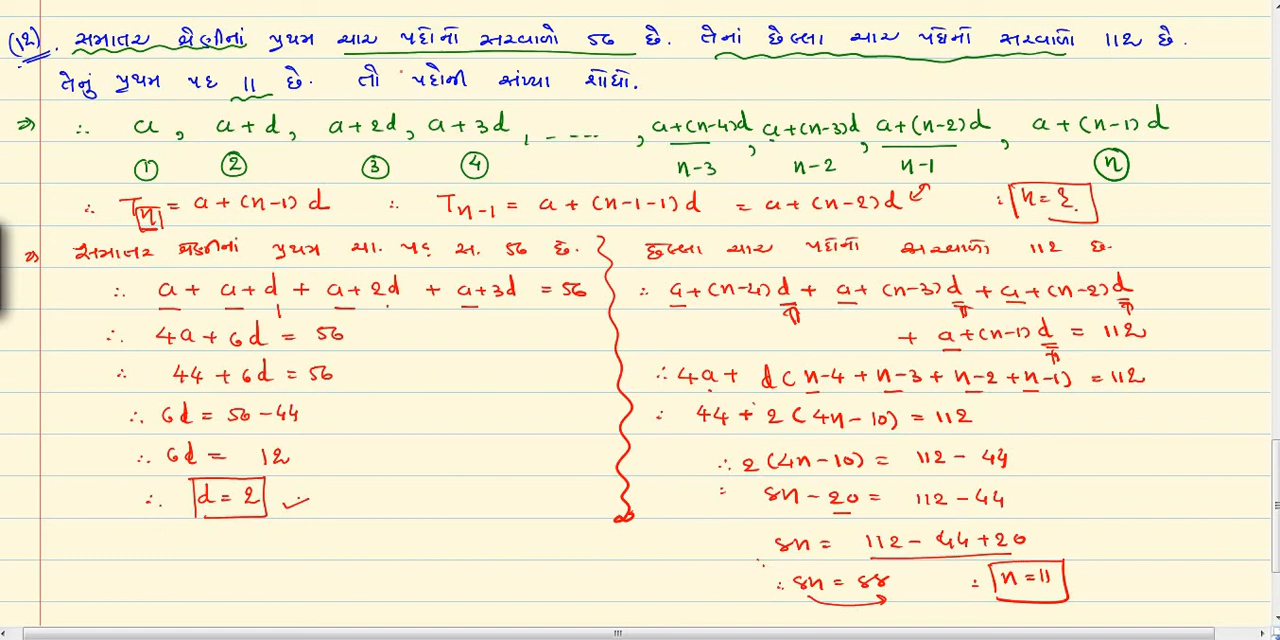 (૧૨). સમાંતર શ્રેણીનાં પ્રથમ ચાર પદોનો સરવાળો 56 છે. તેનાં છેલ્લા ચાર પદોનો સરવાળો 112 છે.
તેનું પ્રથમ પદ 11 છે. તો પદોની સંખ્યા શોધો.
⇒ ∴ a, a+d, a+2d, a+3d, ----, a+(n-4)d, a+(n-3)d, a+(n-2)d, a+(n-1)d
① ② ③ ④ n-3 n-2 n-1 ⓝ
∴ Tn = a+(n-1)d ∴ Tn-1 = a+(n-1-1)d = a+(n-2)d ∴ n=?
⇒ સમાંતર શ્રેણીનાં પ્રથમ ચા. પદ સ. 56 છે.
∴ a + a+d + a+2d + a+3d = 56
∴ 4a+6d = 56
∴ 44+6d = 56
∴ 6d = 56-44
∴ 6d = 12
∴ d = 2
છેલ્લા ચાર પદોનો સરવાળો 112 છે.
∴ a+(n-4)d + a+(n-3)d + a+(n-2)d
+ a+(n-1)d = 112
∴ 4a + d(n-4+n-3+n-2+n-1) = 112
∴ 44 + 2(4n-10) = 112
∴ 2(4n-10) = 112-44
∴ 8n-20 = 112-44
8n = 112-44+20
∴ 8n = 88 ∴ n=11